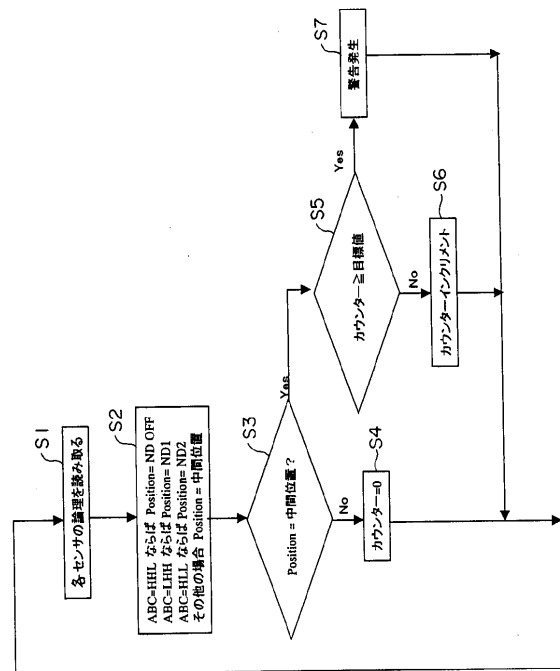 S1
各センサの論理を読み取る
S2
ABC=HHL ならば Position= ND OFF
ABC=LHH ならば Position= ND1
ABC=HLL ならば Position= ND2
その他の場合 Position = 中間位置
S3
Position = 中間位置？
Yes
No
S4
カウンター=0
S5
カウンター≧目標値
Yes
No
S6
カウンターインクリメント
S7
警告発生